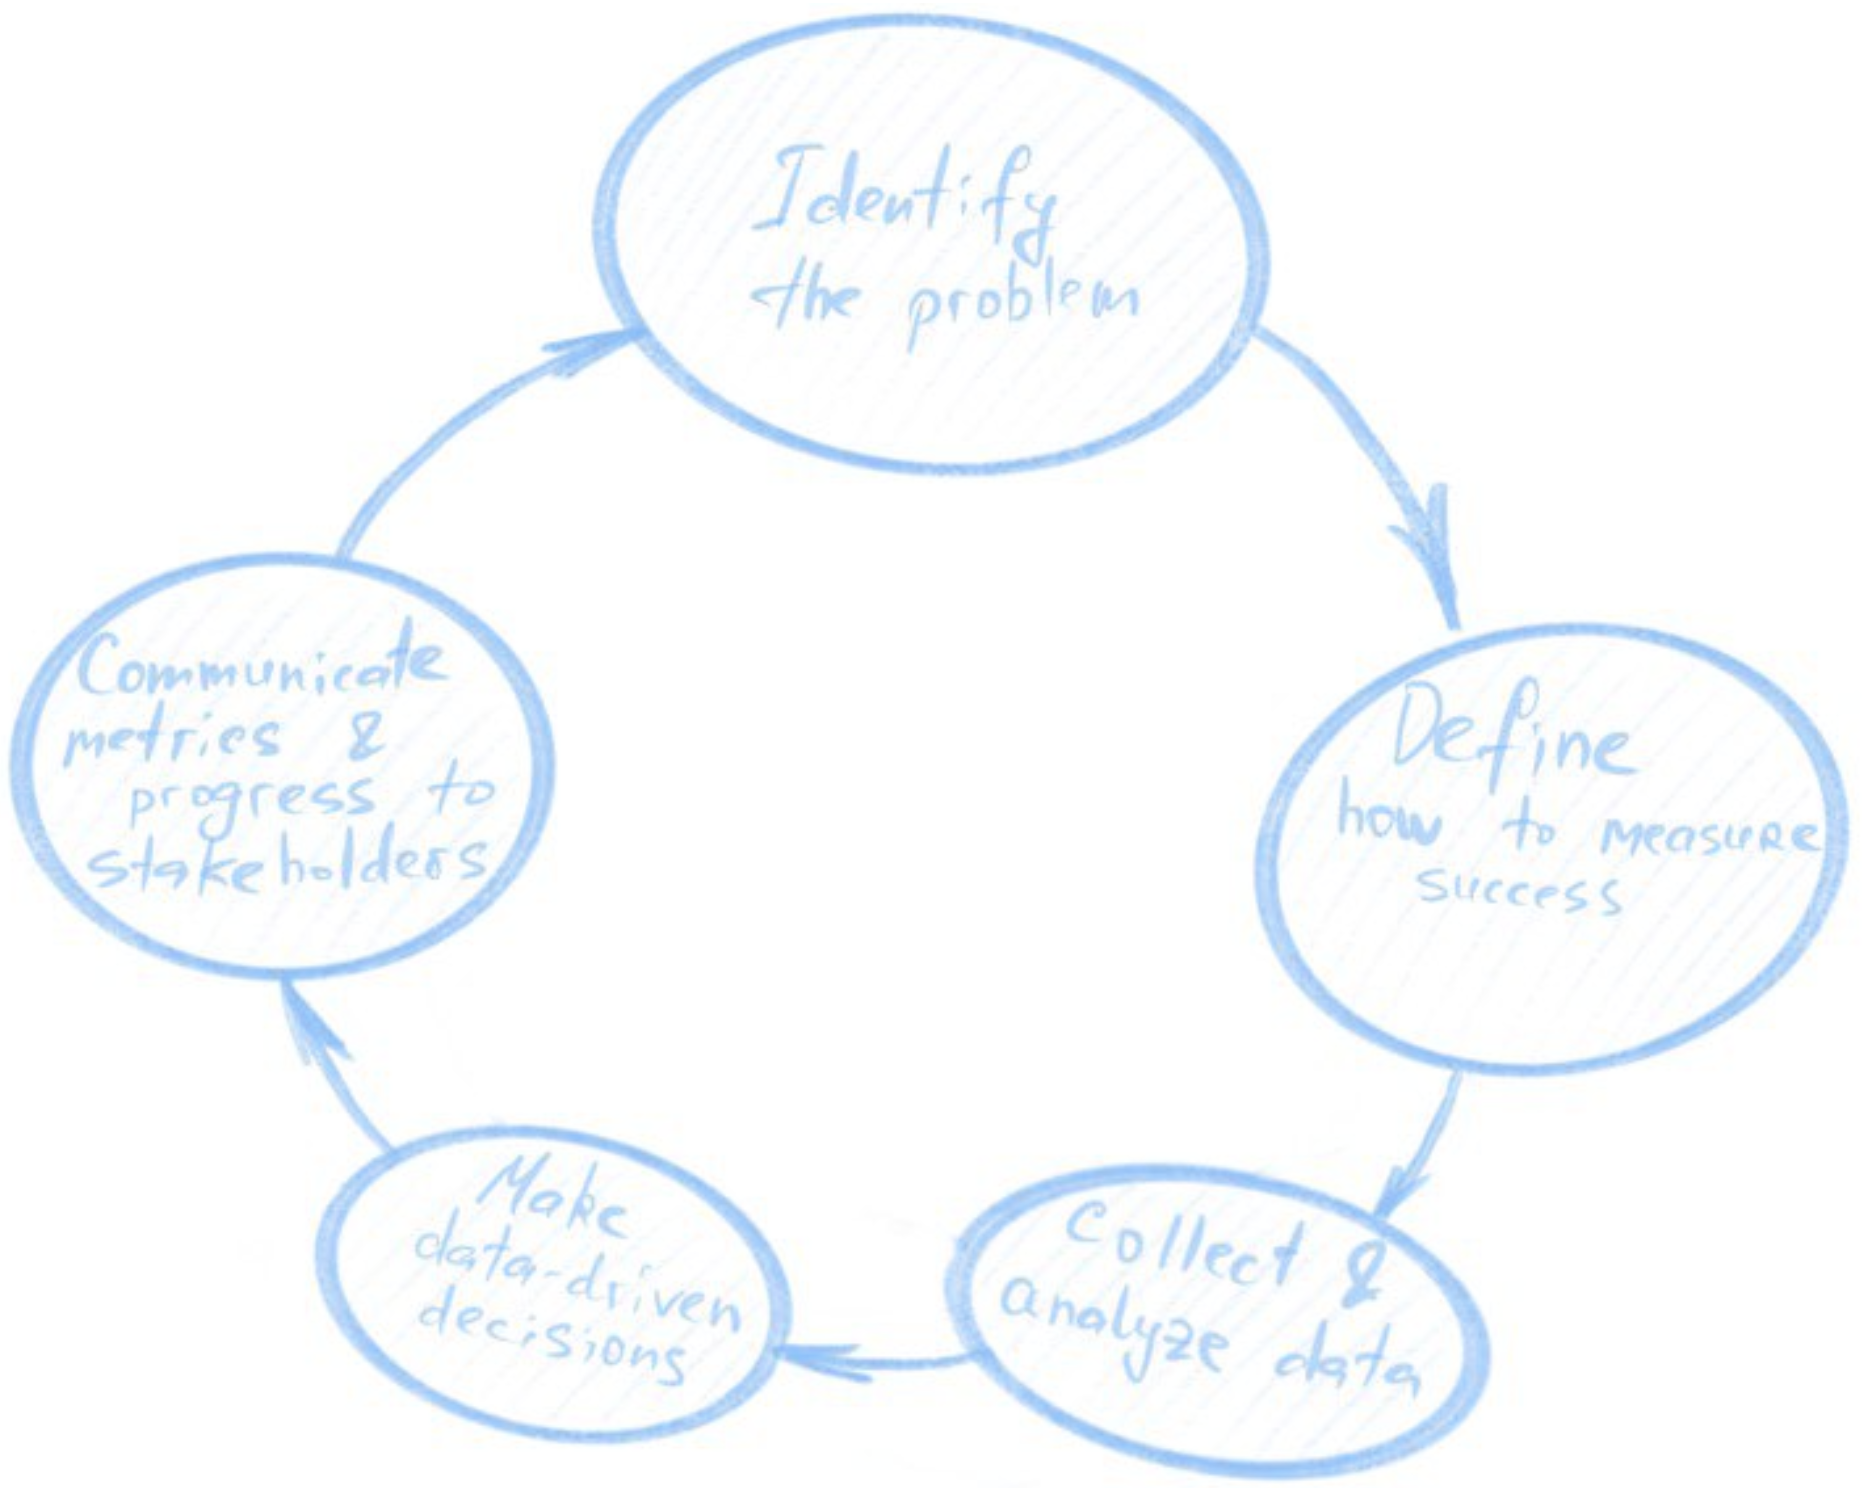 Identify
the problem
Define
how to measure
success
Collect &
analyze data
Make
data-driven
decisions
Communicate
metrics &
progress to
stakeholders